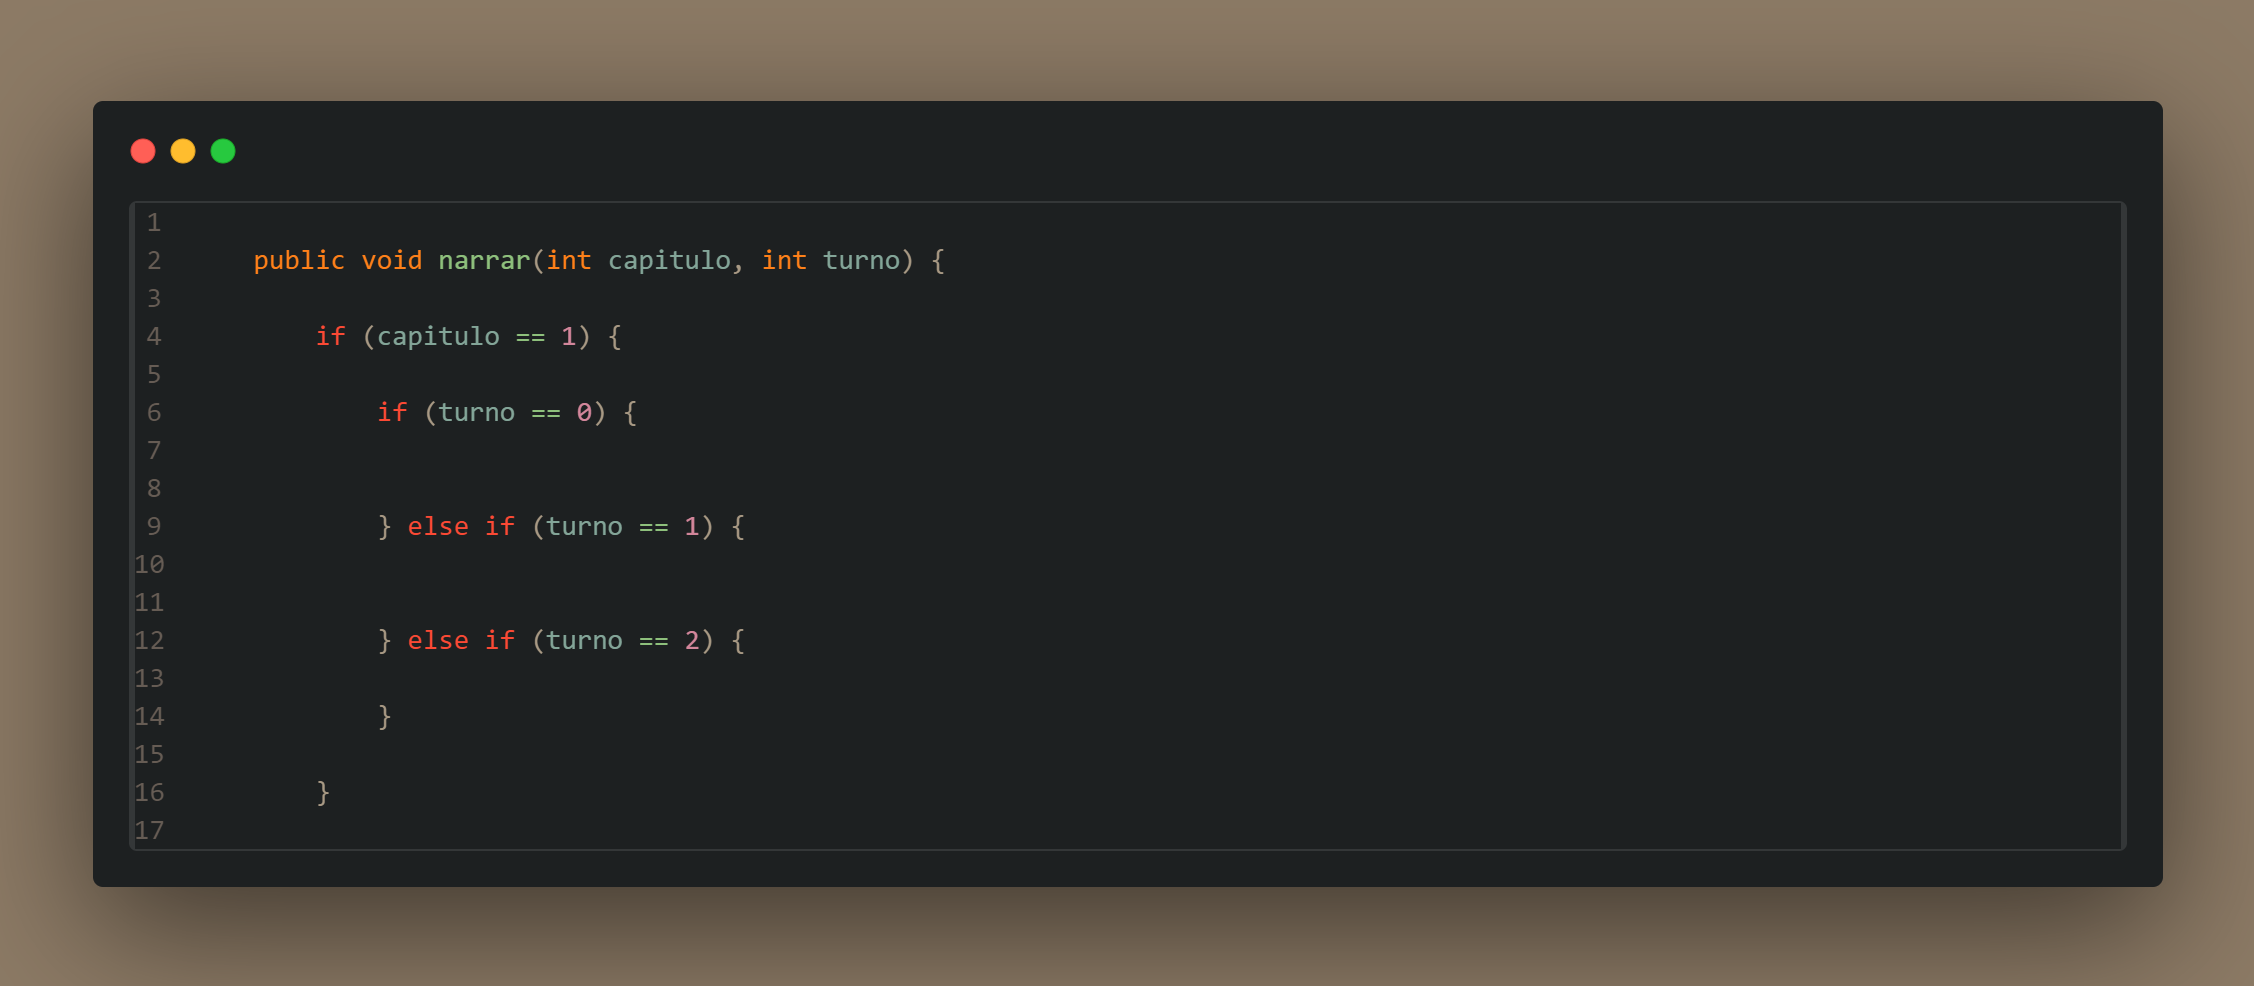 1
2 public void narrar(int capitulo, int turno) {
3
4 if (capitulo == 1) {
5
6 if (turno == 0) {
7
8
9 } else if (turno == 1) {
10
11
12 } else if (turno == 2) {
13
14 }
15
16 }
17